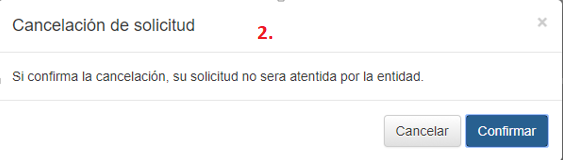 Cancelación de solicitud
×
2.
Si confirma la cancelación, su solicitud no sera atentida por la entidad.
Cancelar Confirmar